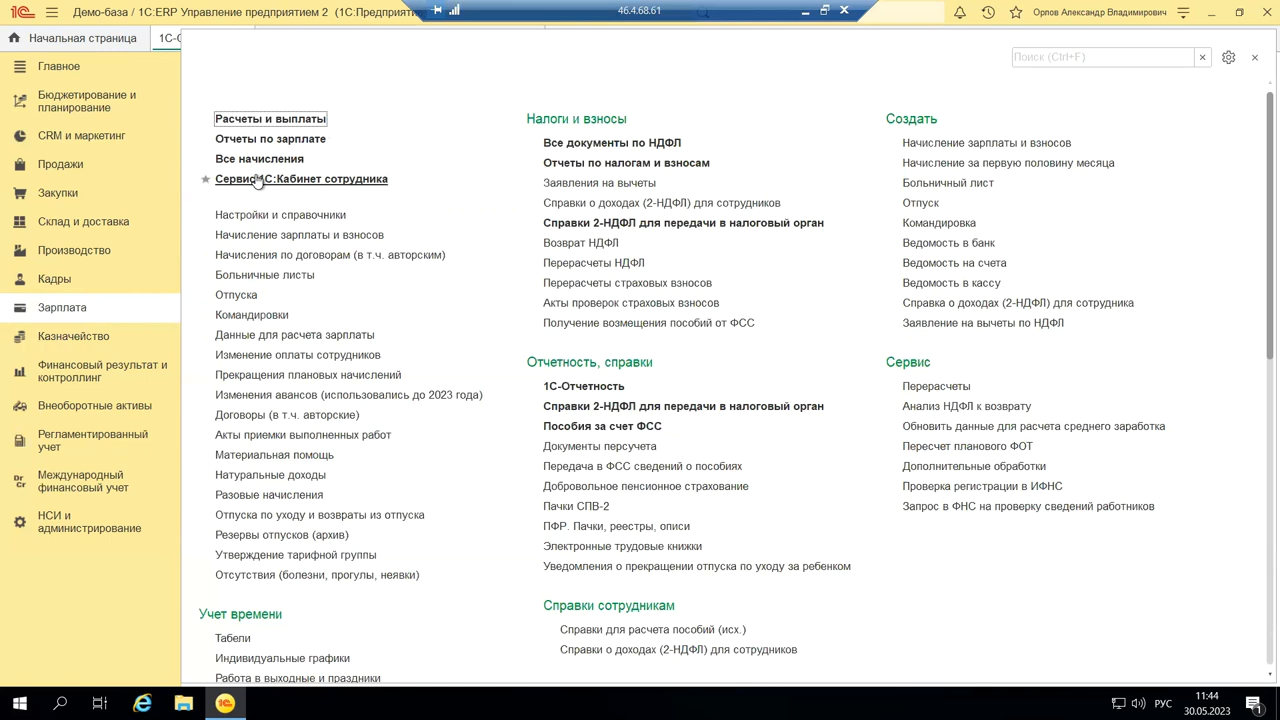 Демо-база / 1С:ERP Управление предприятием 2 (1С:Предприя
46.4.68.61
Орлов Александр Владимирович
Начальная страница
1С-
Поиск (Ctrl+F)
Главное
Бюджетирование и
планирование
CRM и маркетинг
Продажи
Закупки
Склад и доставка
Производство
Кадры
Зарплата
Казначейство
Финансовый результат и
контроллинг
Внеоборотные активы
Регламентированный
учет
Dr
Cr
Международный
финансовый учет
НСИ и
администрирование
Расчеты и выплаты
Отчеты по зарплате
Все начисления
Сервис 1С:Кабинет сотрудника
Настройки и справочники
Начисление зарплаты и взносов
Начисления по договорам (в т.ч. авторским)
Больничные листы
Отпуска
Командировки
Данные для расчета зарплаты
Изменение оплаты сотрудников
Прекращения плановых начислений
Изменения авансов (использовались до 2023 года)
Договоры (в т.ч. авторские)
Акты приемки выполненных работ
Материальная помощь
Натуральные доходы
Разовые начисления
Отпуска по уходу и возвраты из отпуска
Резервы отпусков (архив)
Утверждение тарифной группы
Отсутствия (болезни, прогулы, неявки)
Учет времени
Табели
Индивидуальные графики
Работа в выходные и праздники
Налоги и взносы
Все документы по НДФЛ
Отчеты по налогам и взносам
Заявления на вычеты
Справки о доходах (2-НДФЛ) для сотрудников
Справки 2-НДФЛ для передачи в налоговый орган
Возврат НДФЛ
Перерасчеты НДФЛ
Перерасчеты страховых взносов
Акты проверок страховых взносов
Получение возмещения пособий от ФСС
Отчетность, справки
1С-Отчетность
Справки 2-НДФЛ для передачи в налоговый орган
Пособия за счет ФСС
Документы персучета
Передача в ФСС сведений о пособиях
Добровольное пенсионное страхование
Пачки СПВ-2
ПФР. Пачки, реестры, описи
Электронные трудовые книжки
Уведомления о прекращении отпуска по уходу за ребенком
Справки сотрудникам
Справки для расчета пособий (исх.)
Справки о доходах (2-НДФЛ) для сотрудников
Создать
Начисление зарплаты и взносов
Начисление за первую половину месяца
Больничный лист
Отпуск
Командировка
Ведомость в банк
Ведомость на счета
Ведомость в кассу
Справка о доходах (2-НДФЛ) для сотрудника
Заявление на вычеты по НДФЛ
Сервис
Перерасчеты
Анализ НДФЛ к возврату
Обновить данные для расчета среднего заработка
Пересчет планового ФОТ
Дополнительные обработки
Проверка регистрации в ИФНС
Запрос в ФНС на проверку сведений работников
РУС
11:44
30.05.2023
1